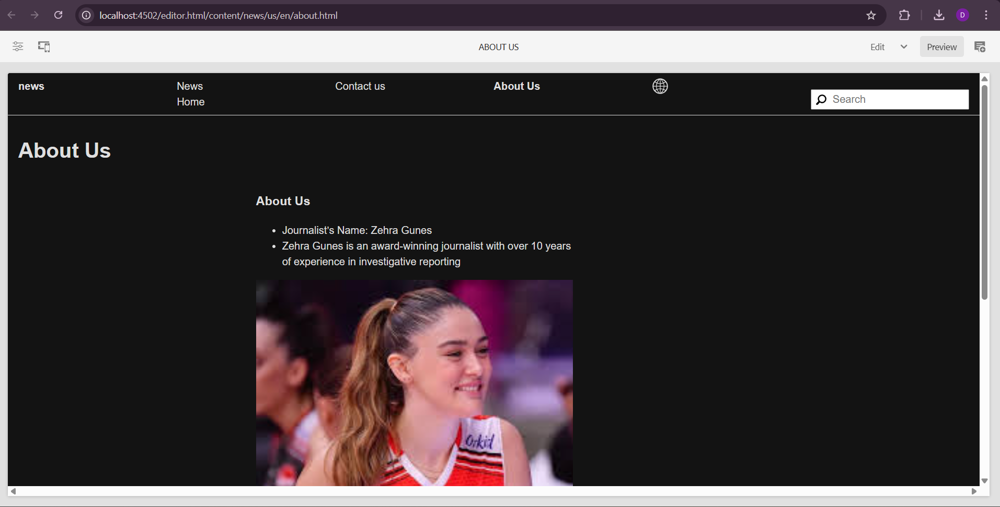 localhost:4502/editor.html/content/news/us/en/about.html
D
ABOUT US
Edit
Preview
news
News
Home
Contact us
About Us
Search
About Us
About Us
• Journalist’s Name: Zehra Gunes
• Zehra Gunes is an award-winning journalist with over 10 years
of experience in investigative reporting
Orkid